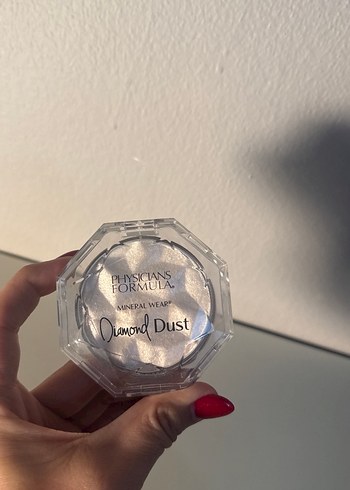 PHYSICIANS
FORMULA®
MINERAL WEAR®
Diamond Dust